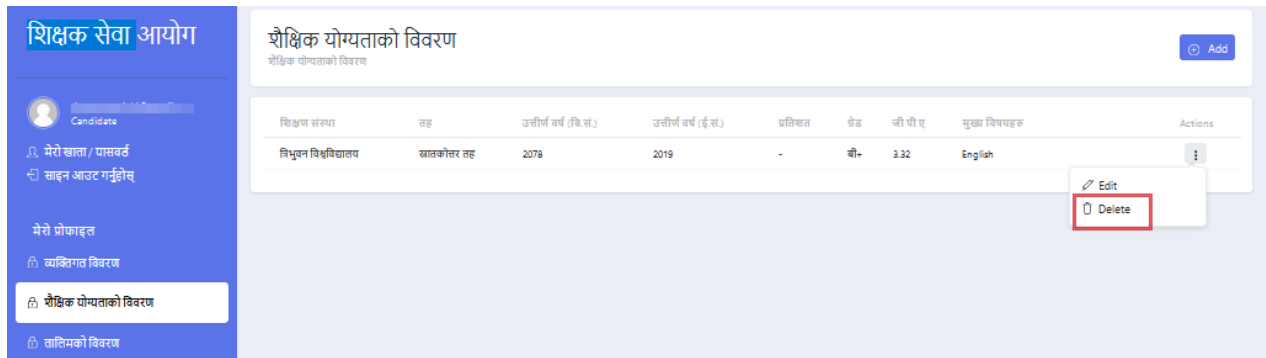 शिक्षक सेवा आयोग
Candidate
मेरो खाता / पासवर्ड
साइन आउट गर्नुहोस्
मेरो प्रोफाइल
व्यक्तिगत विवरण
शैक्षिक योग्यताको विवरण
तालिमको विवरण
शैक्षिक योग्यताको विवरण
शैक्षिक योग्यताको विवरण
Add
शिक्षण संस्था तह उत्तीर्ण वर्ष (बि.सं.) उत्तीर्ण वर्ष (ई.सं.) प्रतिशत ग्रेड जी पी ए मुख्य विषयहरु Actions
त्रिभुवन विश्वविद्यालय स्नातकोत्तर तह 2078 2019 - बी+ 3.32 English
Edit
Delete